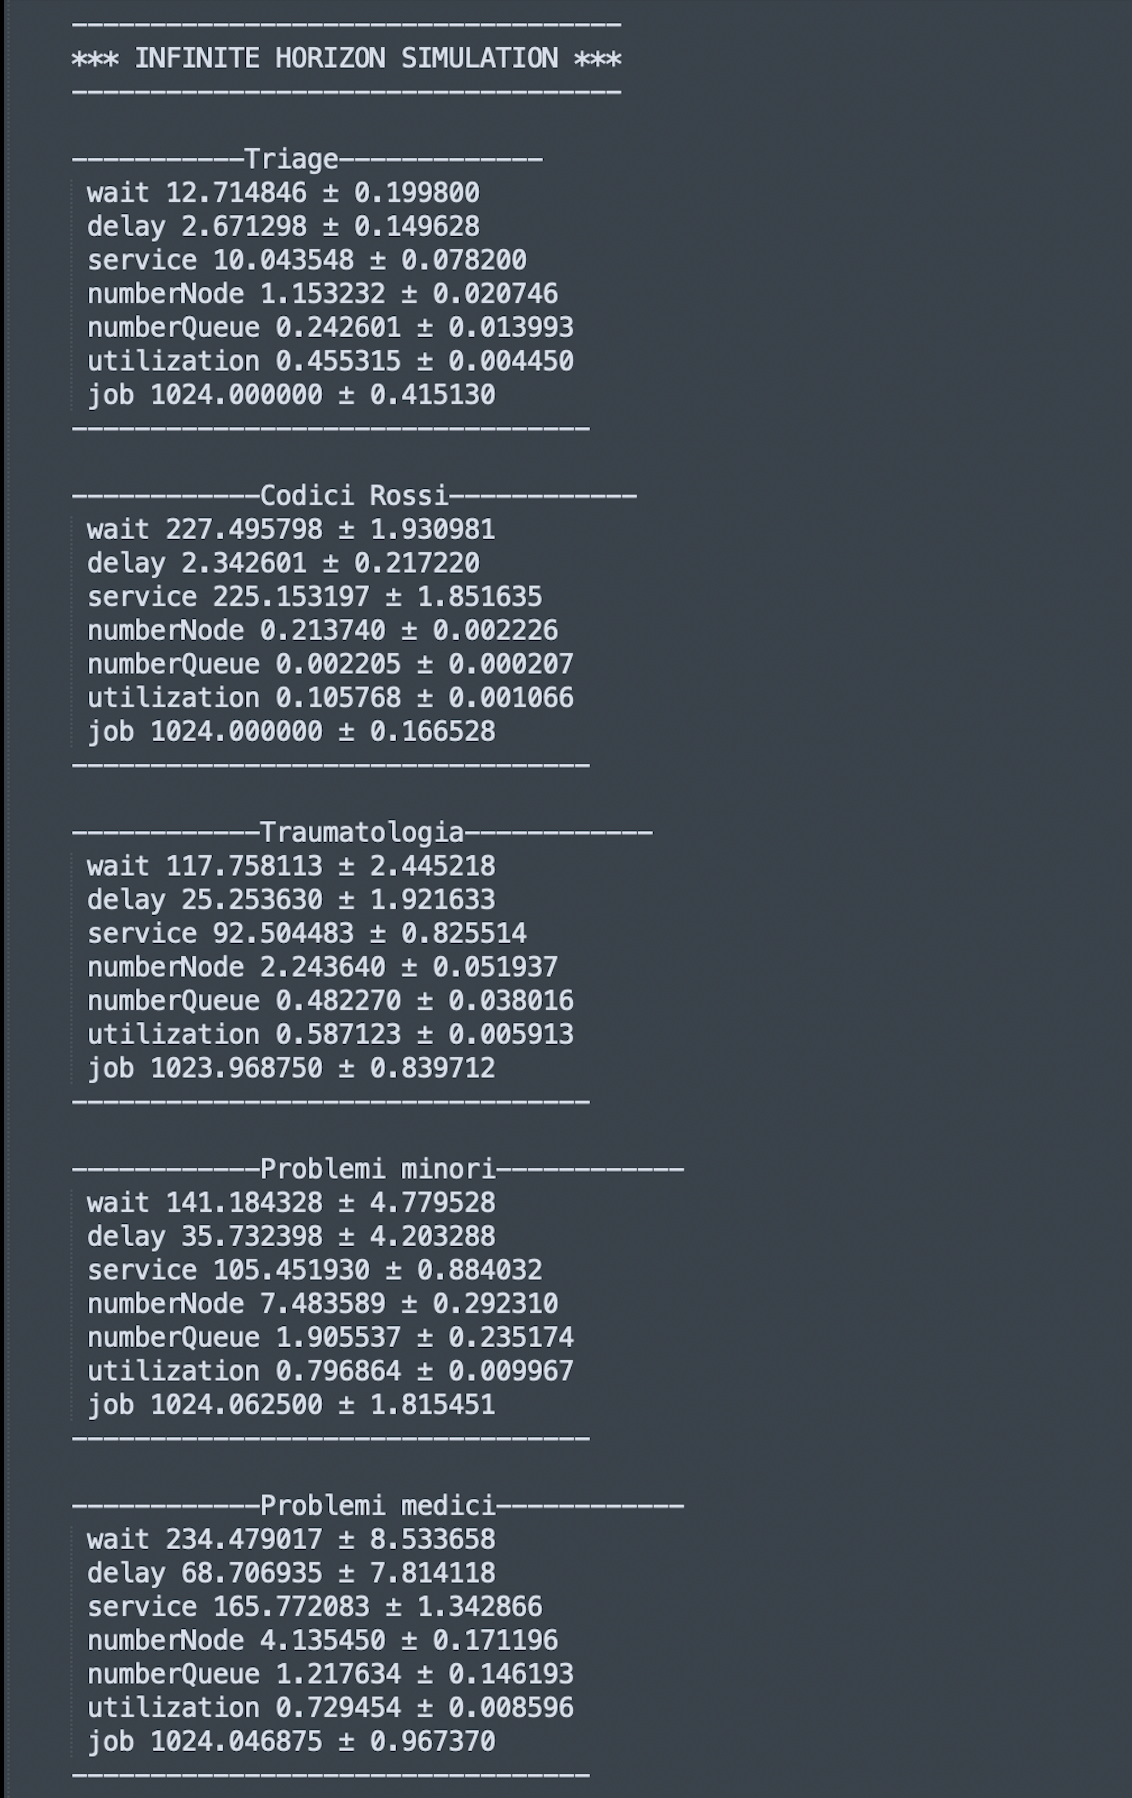 -----------------------------------
*** INFINITE HORIZON SIMULATION ***
-----------------------------------
-----------Triage-------------
wait 12.714846 ± 0.199800
delay 2.671298 ± 0.149628
service 10.043548 ± 0.078200
numberNode 1.153232 ± 0.020746
numberQueue 0.242601 ± 0.013993
utilization 0.455315 ± 0.004450
job 1024.000000 ± 0.415130
---------------------------------
------------Codici Rossi------------
wait 227.495798 ± 1.930981
delay 2.342601 ± 0.217220
service 225.153197 ± 1.851635
numberNode 0.213740 ± 0.002226
numberQueue 0.002205 ± 0.000207
utilization 0.105768 ± 0.001066
job 1024.000000 ± 0.166528
---------------------------------
------------Traumatologia------------
wait 117.758113 ± 2.445218
delay 25.253630 ± 1.921633
service 92.504483 ± 0.825514
numberNode 2.243640 ± 0.051937
numberQueue 0.482270 ± 0.038016
utilization 0.587123 ± 0.005913
job 1023.968750 ± 0.839712
---------------------------------
------------Problemi minori------------
wait 141.184328 ± 4.779528
delay 35.732398 ± 4.203288
service 105.451930 ± 0.884032
numberNode 7.483589 ± 0.292310
numberQueue 1.905537 ± 0.235174
utilization 0.796864 ± 0.009967
job 1024.062500 ± 1.815451
---------------------------------
------------Problemi medici------------
wait 234.479017 ± 8.533658
delay 68.706935 ± 7.814118
service 165.772083 ± 1.342866
numberNode 4.135450 ± 0.171196
numberQueue 1.217634 ± 0.146193
utilization 0.729454 ± 0.008596
job 1024.046875 ± 0.967370
---------------------------------